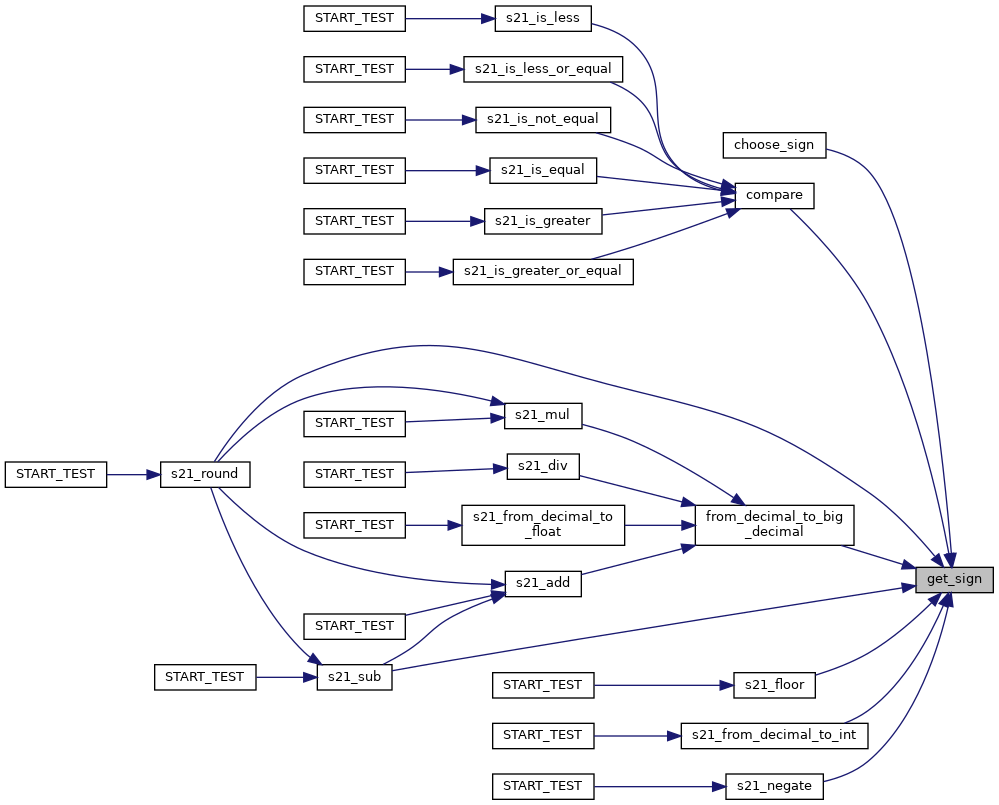 START_TEST
s21_is_less
START_TEST
s21_is_less_or_equal
START_TEST
s21_is_not_equal
choose_sign
START_TEST
s21_is_equal
compare
START_TEST
s21_is_greater
START_TEST
s21_is_greater_or_equal
START_TEST
s21_mul
START_TEST
s21_round
START_TEST
s21_div
START_TEST
s21_from_decimal_to
_float
from_decimal_to_big
_decimal
s21_add
get_sign
START_TEST
START_TEST
s21_sub
START_TEST
s21_floor
START_TEST
s21_from_decimal_to_int
START_TEST
s21_negate